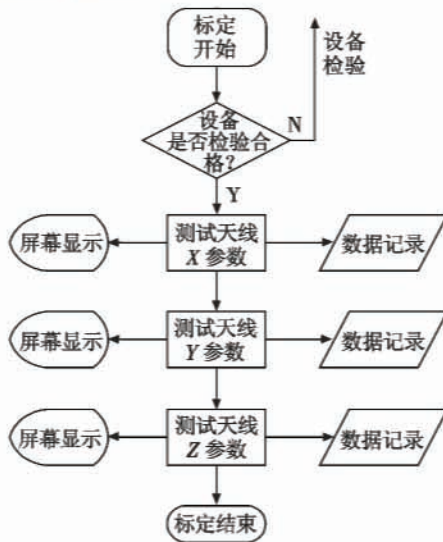 标定
开始
设备
检验
设备
是否检验合
格?
N
Y
屏幕显示
测试天线
X 参数
数据记录
屏幕显示
测试天线
Y 参数
数据记录
屏幕显示
测试天线
Z 参数
数据记录
标定结束